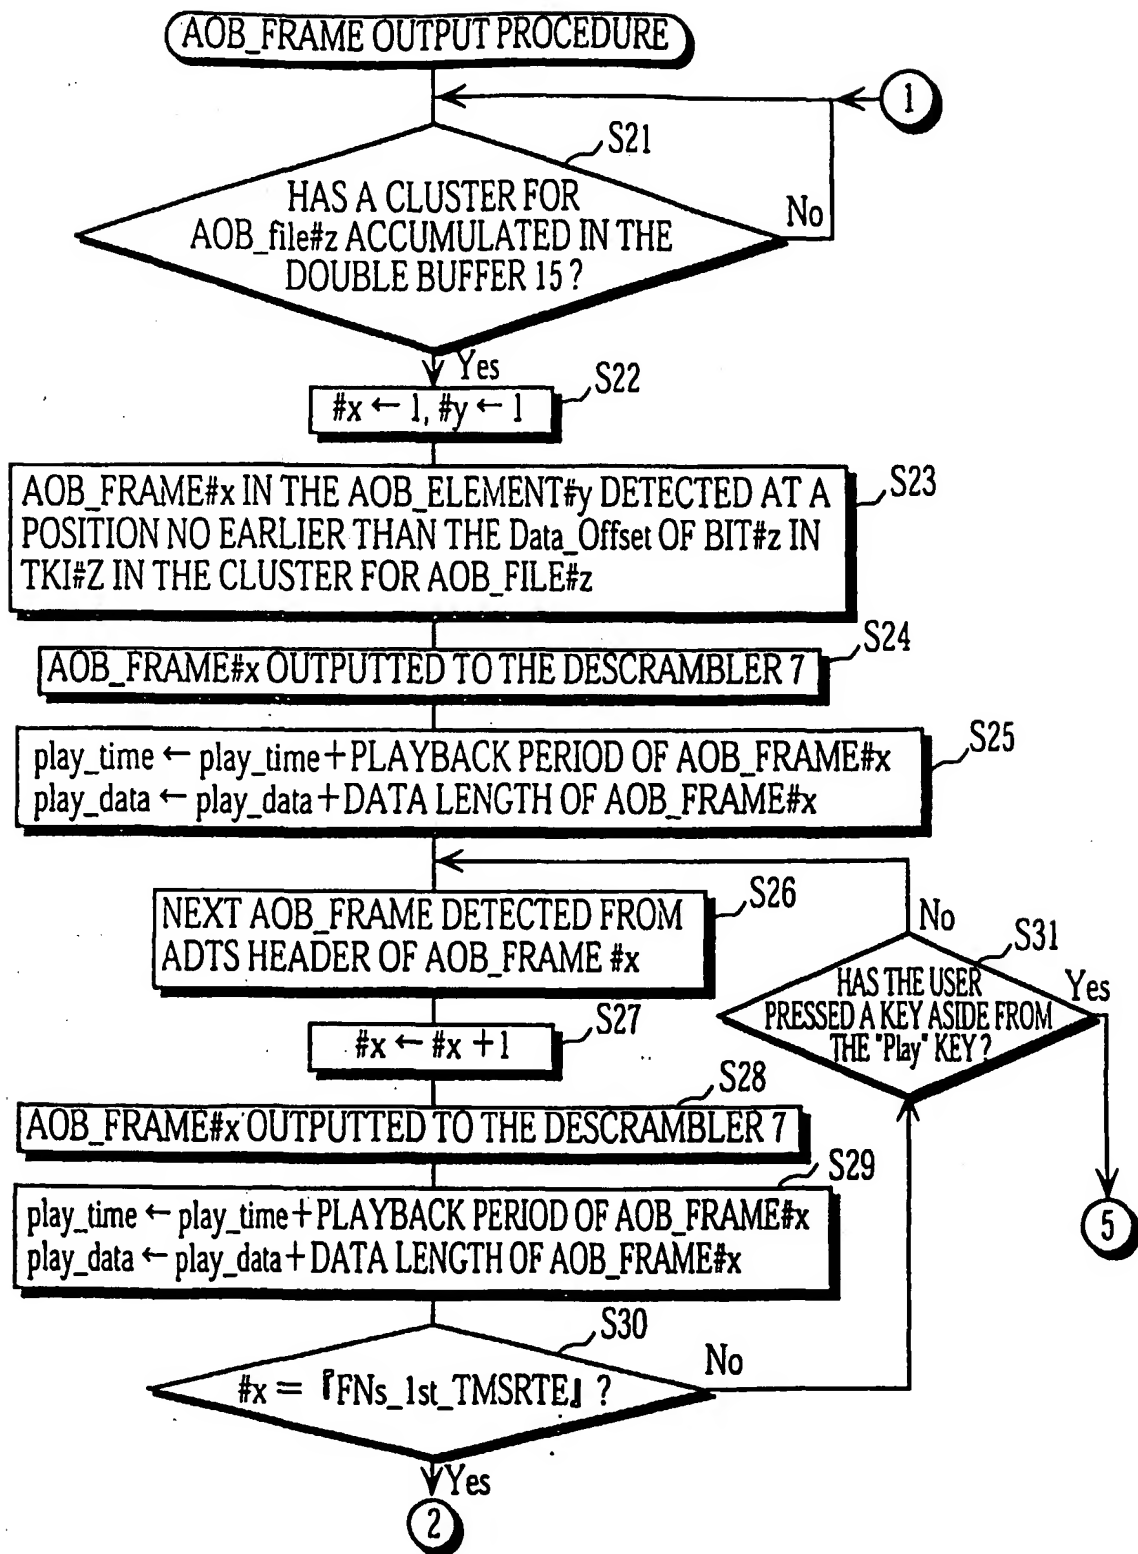 AOB_FRAME OUTPUT PROCEDURE
1
S21
HAS A CLUSTER FOR
AOB_file#z ACCUMULATED IN THE
DOUBLE BUFFER 15 ?
No
Yes
S22
#x ← 1, #y ← 1
S23
AOB_FRAME#x IN THE AOB_ELEMENT#y DETECTED AT A
POSITION NO EARLIER THAN THE Data_Offset OF BIT#z IN
TKI#Z IN THE CLUSTER FOR AOB_FILE#z
S24
AOB_FRAME#x OUTPUTTED TO THE DESCRAMBLER 7
S25
play_time ← play_time+PLAYBACK PERIOD OF AOB_FRAME#x
play_data ← play_data+DATA LENGTH OF AOB_FRAME#x
S26
NEXT AOB_FRAME DETECTED FROM
ADTS HEADER OF AOB_FRAME #x
No
S31
HAS THE USER
PRESSED A KEY ASIDE FROM
THE "Play" KEY ?
Yes
S27
#x ← #x +1
S28
AOB_FRAME#x OUTPUTTED TO THE DESCRAMBLER 7
S29
play_time ← play_time+PLAYBACK PERIOD OF AOB_FRAME#x
play_data ← play_data+DATA LENGTH OF AOB_FRAME#x
5
S30
#x = 『FNs_1st_TMSRTE』 ?
No
Yes
2